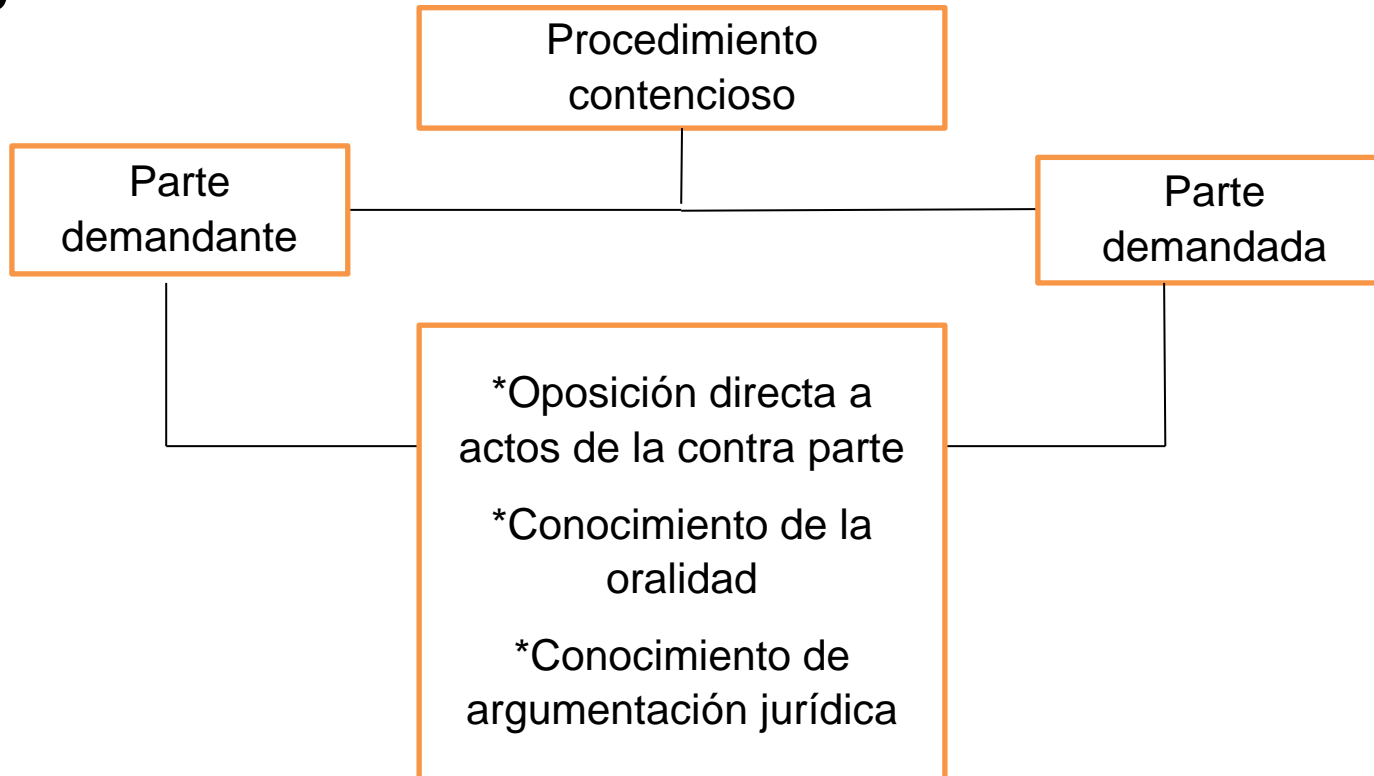 Procedimiento
contencioso
Parte
demandante
Parte
demandada
*Oposición directa a
actos de la contra parte
*Conocimiento de la
oralidad
*Conocimiento de
argumentación jurídica